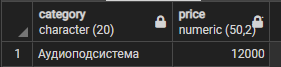 category price
character (20) numeric (50,2)
1 Аудиоподсистема 12000